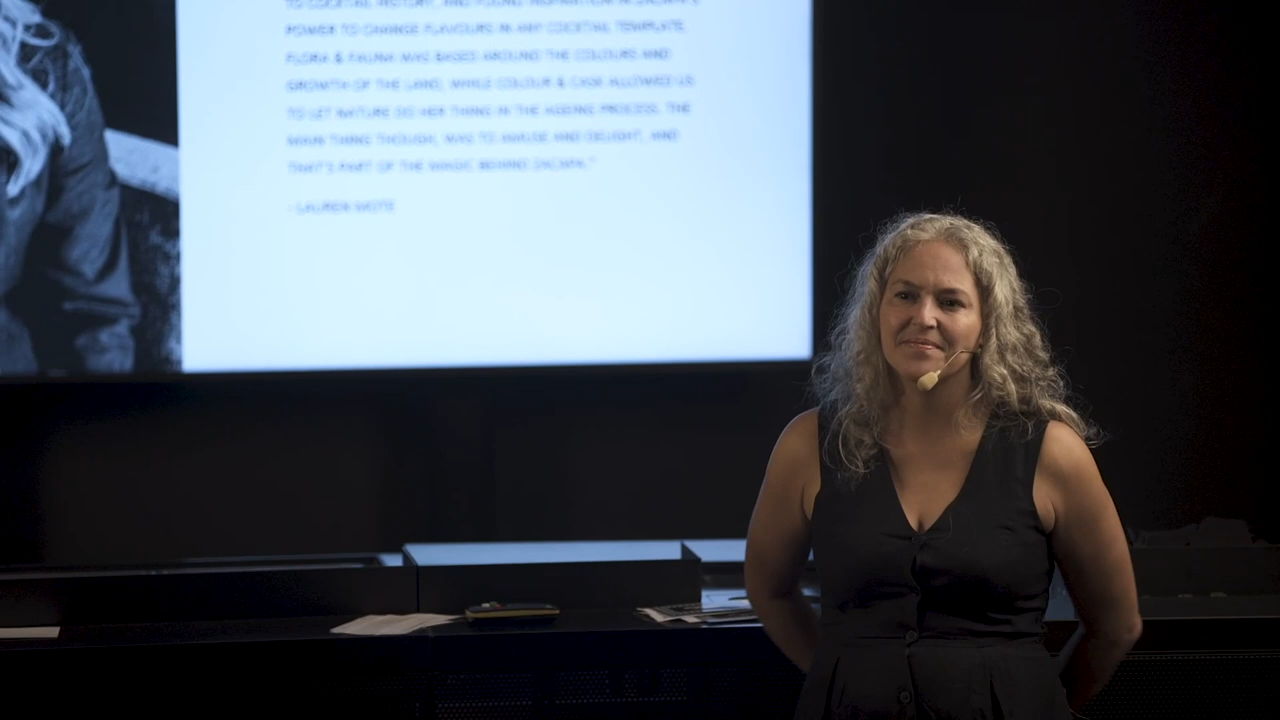 TO COCKTAIL HISTORY, AND FOUND INSPIRATION IN ZACAPA'S
POWER TO CHANGE FLAVOURS IN ANY COCKTAIL TEMPLATE.
FLORA & FAUNA WAS BASED AROUND THE COLOURS AND
GROWTH OF THE LAND, WHILE COLOUR & CASK ALLOWED US
TO LET NATURE DO HER THING IN THE AGEING PROCESS. THE
MAIN THING THOUGH, WAS TO AMUSE AND DELIGHT, AND
THAT'S PART OF THE MAGIC BEHIND ZACAPA."
- LAUREN MOTE